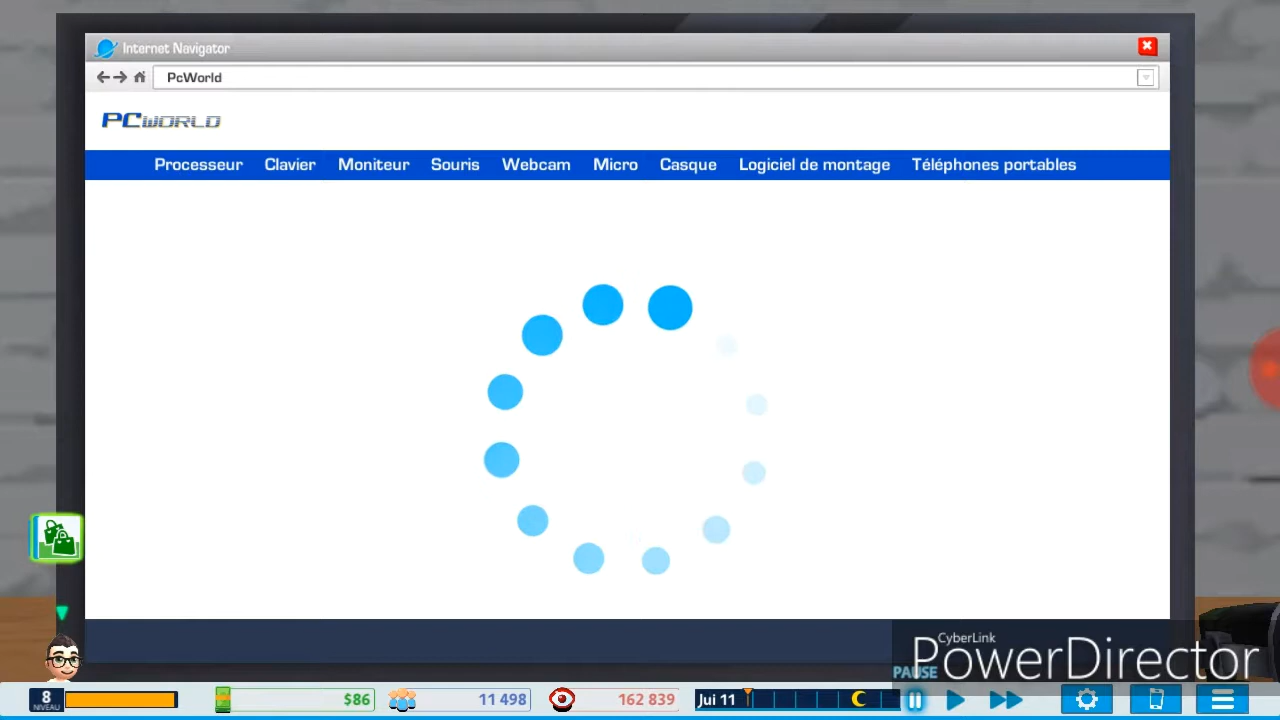 Internet Navigator
PcWorld
PCWORLD
Processeur Clavier Moniteur Souris Webcam Micro Casque Logiciel de montage Téléphones portables
CyberLink
PowerDirector
PAUSE
8
NIVEAU
$86
11 498
162 839
Jui 11